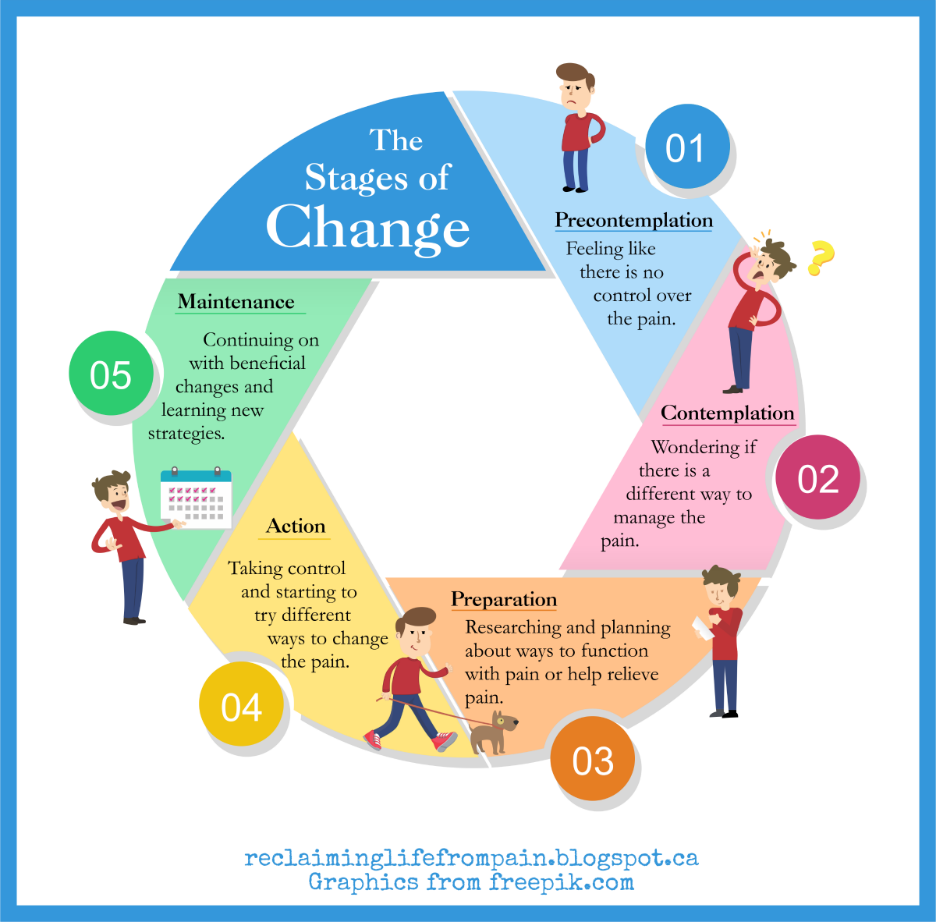 The
Stages of
Change
01
Precontemplation
Feeling like
there is no
control over
the pain.
?
Contemplation
Wondering if
there is a
different way to
manage the
pain.
02
Preparation
Researching and planning
about ways to function
with pain or help relieve
pain.
03
Action
Taking control
and starting to
try different
ways to change
the pain.
04
Maintenance
Continuing on
with beneficial
changes and
learning new
strategies.
05
reclaiminglifefrompain.blogspot.ca
Graphics from freepik.com